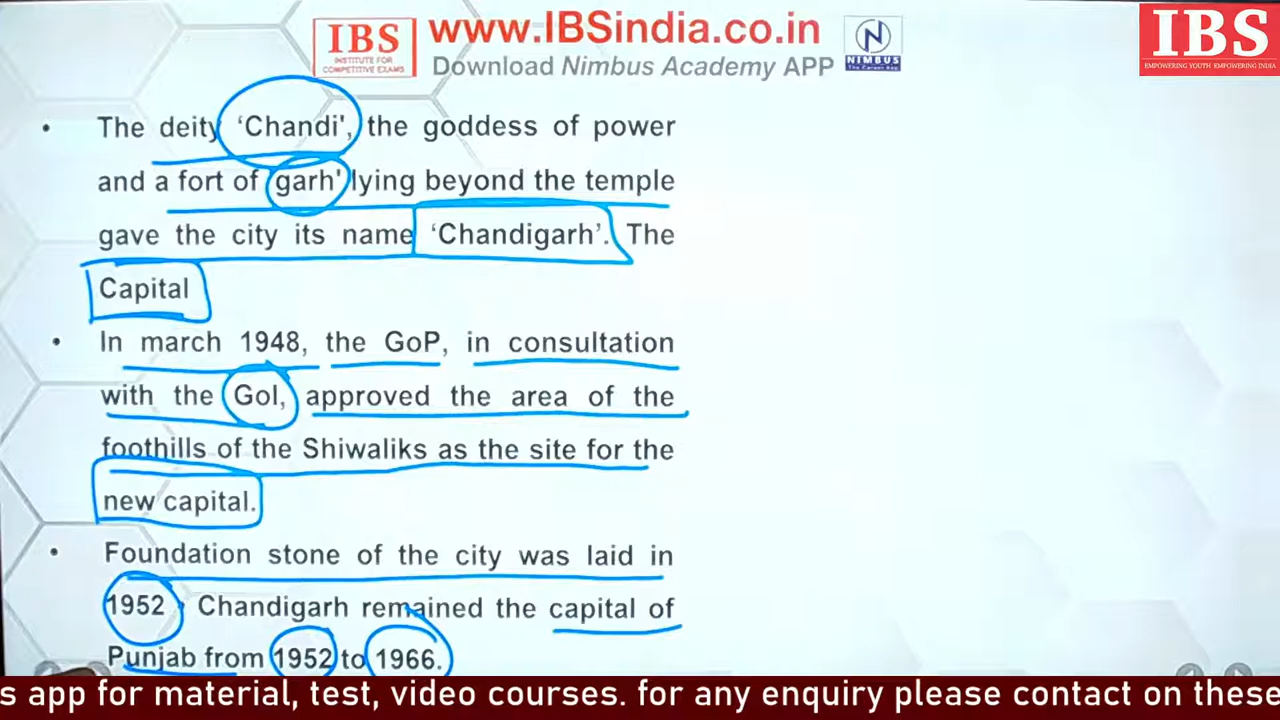 IBS
INSTITUTE FOR
COMPETITIVE EXAMS
www.IBSindia.co.in
Download Nimbus Academy APP
N
NIMBUS
The Career App
IBS
EMPOWERING YOUTH EMPOWERING INDIA
• The deity ‘Chandi', the goddess of power
and a fort of garh' lying beyond the temple
gave the city its name ‘Chandigarh’. The
Capital
• In march 1948, the GoP, in consultation
with the GoI, approved the area of the
foothills of the Shiwaliks as the site for the
new capital.
• Foundation stone of the city was laid in
1952 Chandigarh remained the capital of
Punjab from 1952 to 1966.
s app for material, test, video courses. for any enquiry please contact on these